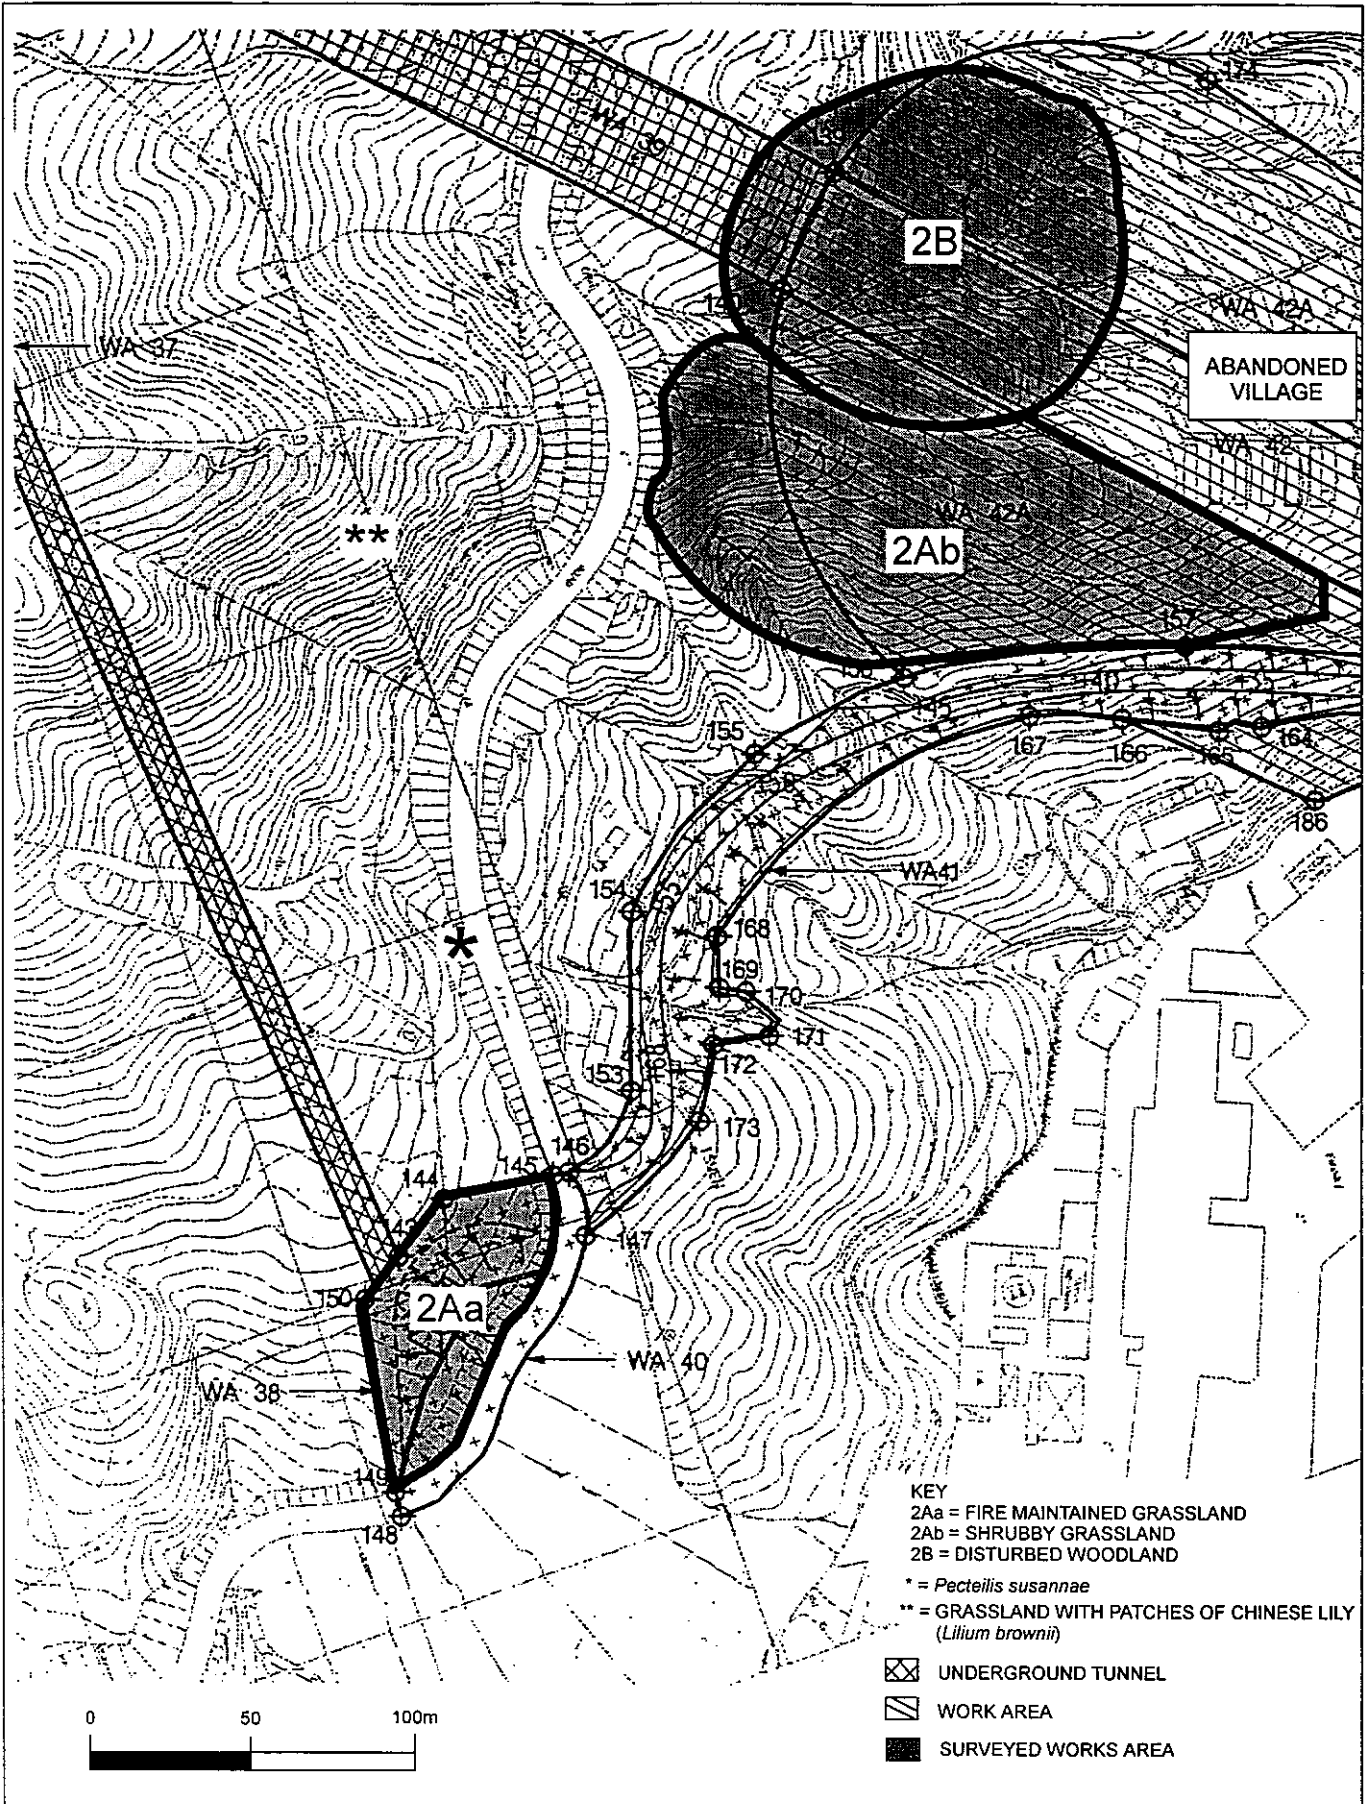 174
WA 39
2B
140
WA 42A
WA 37
ABANDONED
VILLAGE
WA 42
**
WA 42A
2Ab
157
140
145
155
167
166
165
164
186
154
WA41
168
*
169
170
171
172
153
173
146
145
144
147
150
2Aa
WA 40
WA 38
149
148
KEY
2Aa = FIRE MAINTAINED GRASSLAND
2Ab = SHRUBBY GRASSLAND
2B = DISTURBED WOODLAND
* = Pecteilis susannae
** = GRASSLAND WITH PATCHES OF CHINESE LILY
(Lilium brownii)
UNDERGROUND TUNNEL
WORK AREA
SURVEYED WORKS AREA
0 50 100m